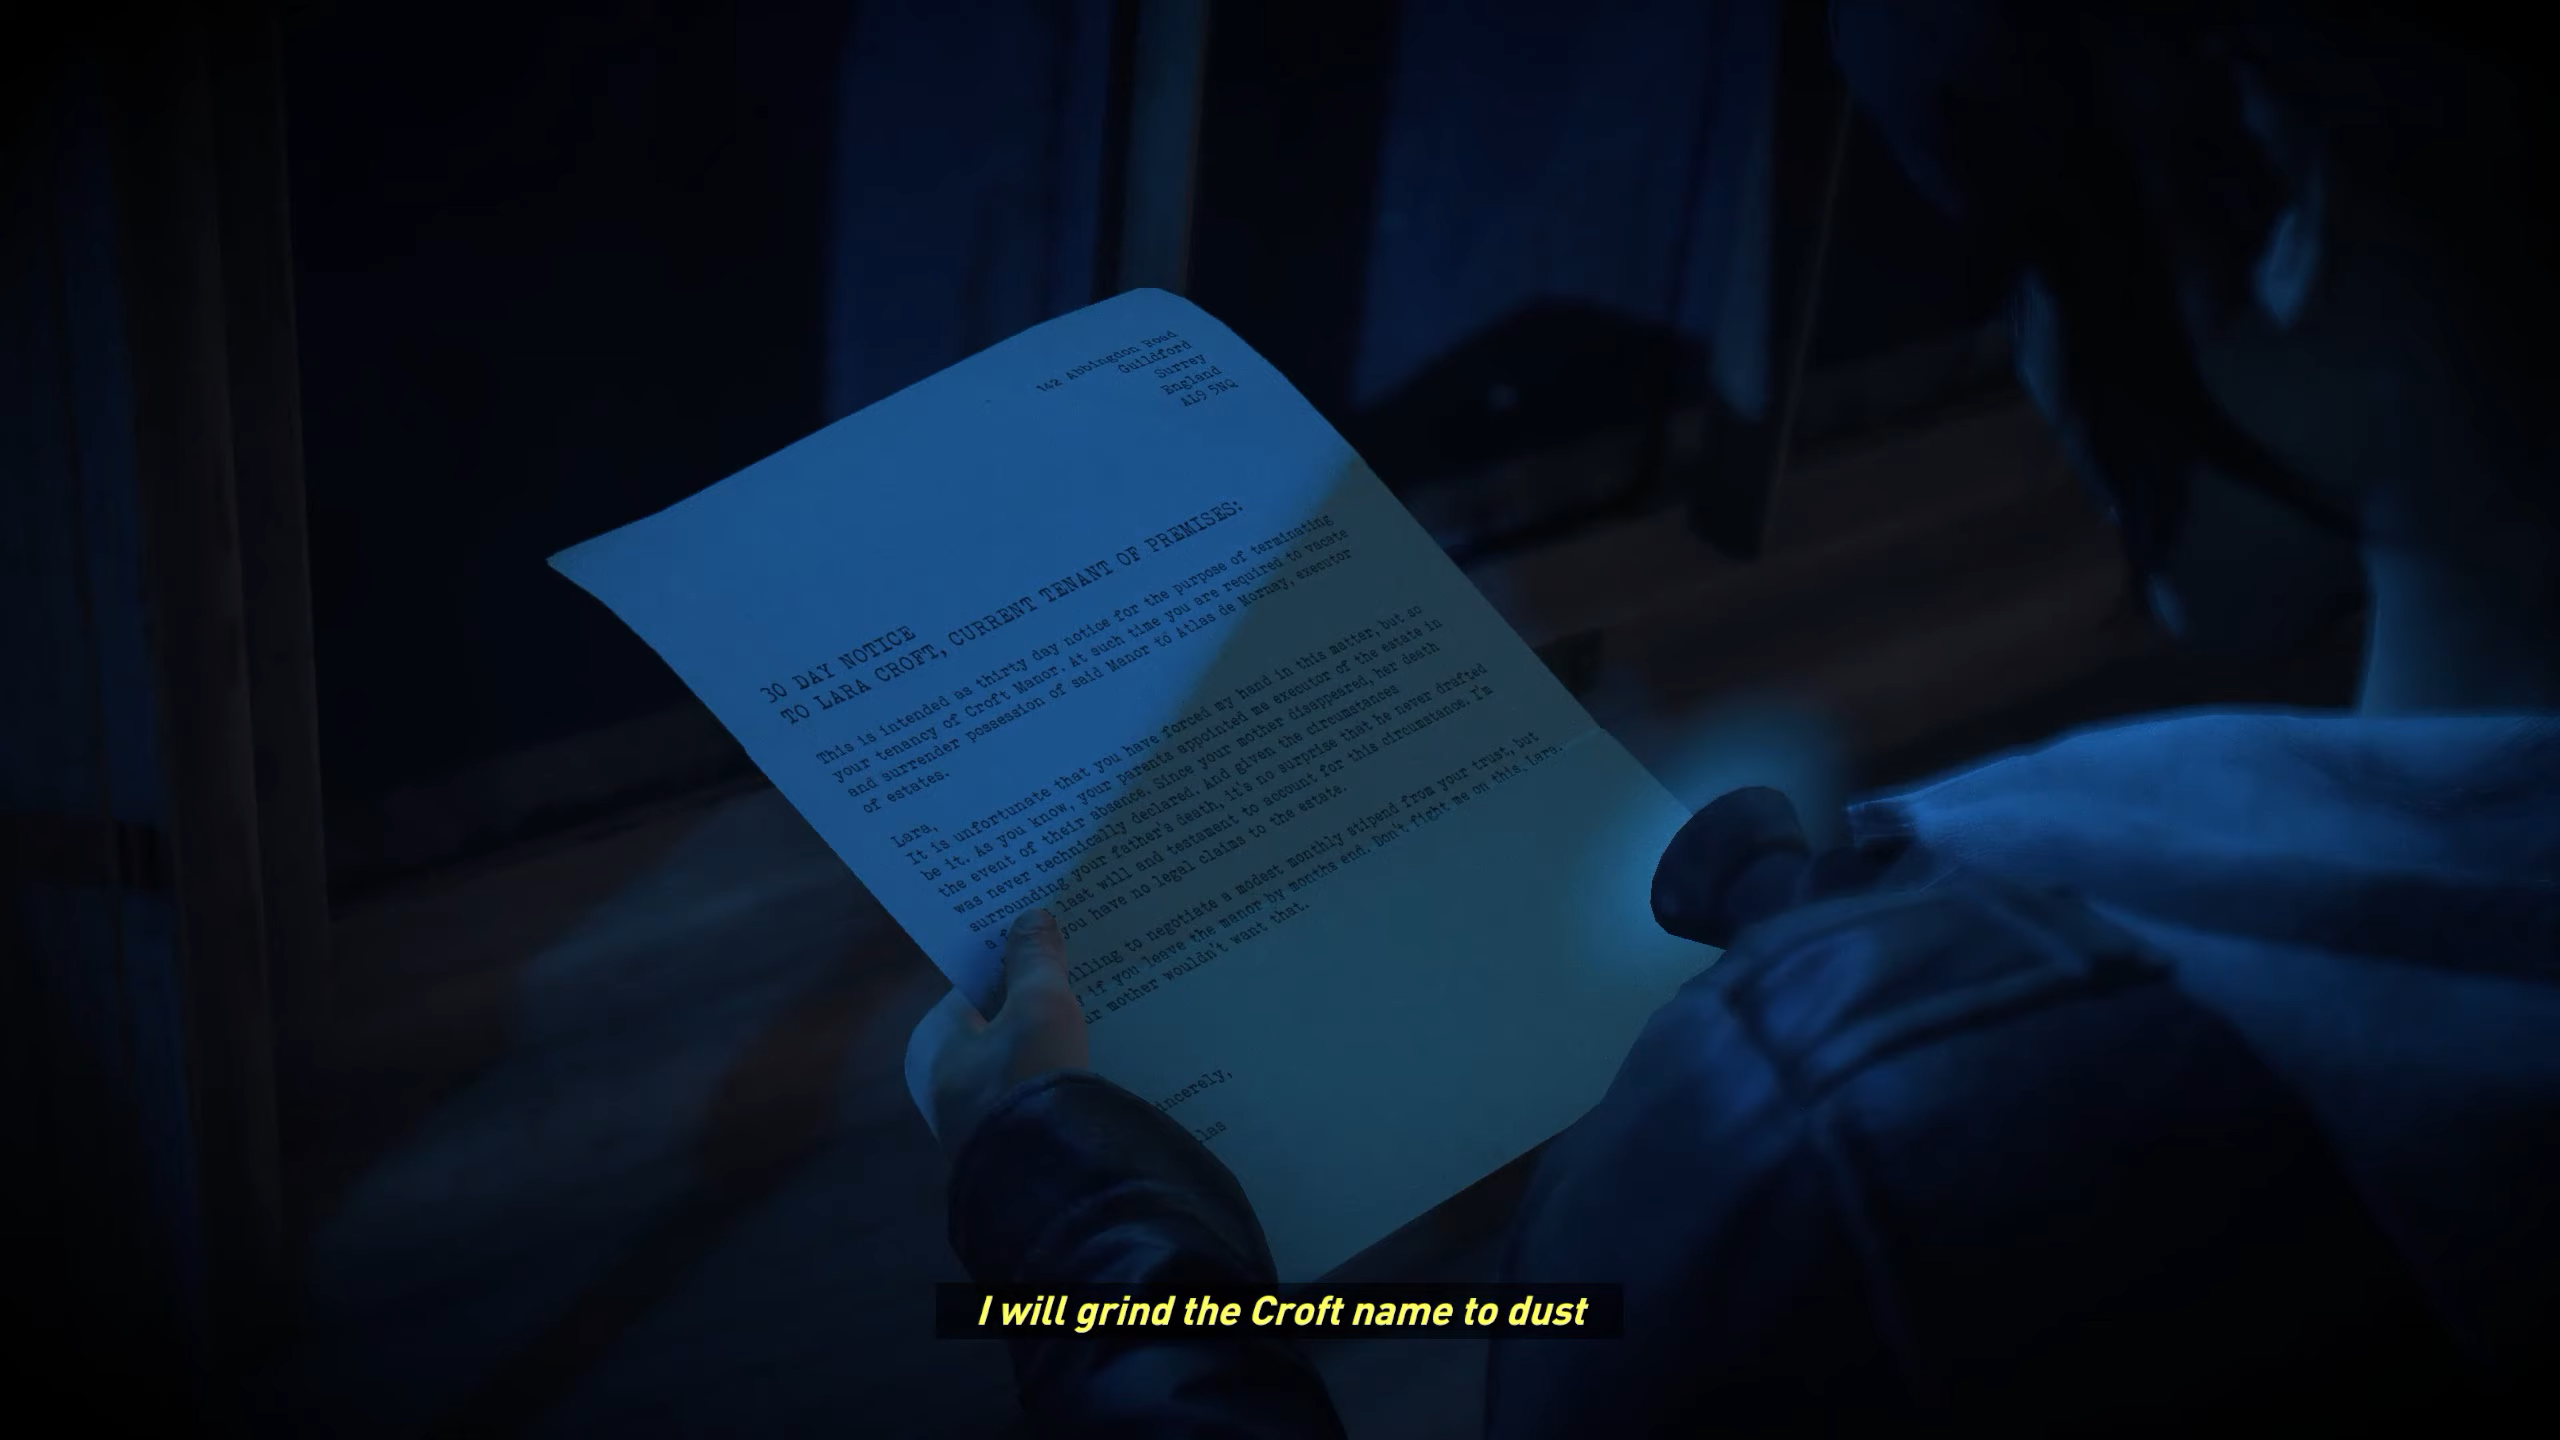 142 Abbingdon Road
Guildford
Surrey
England
AL9 5NQ
30 DAY NOTICE
TO LARA CROFT, CURRENT TENANT OF PREMISES:
This is intended as thirty day notice for the purpose of terminating
your tenancy of Croft Manor. At such time you are required to vacate
and surrender possession of said Manor to Atlas de Mornay, executor
of estates.
Lara,
It is unfortunate that you have forced my hand in this matter, but so
be it. As you know, your parents appointed me executor of the estate in
the event of their absence. Since your mother disappeared, her death
was never technically declared. And given the circumstances
surrounding your father's death, it's no surprise that he never drafted
a last will and testament to account for this circumstance. I'm
you have no legal claims to the estate.
illing to negotiate a modest monthly stipend from your trust, but
y if you leave the manor by months end. Don't fight me on this, Lara.
ur mother wouldn't want that.
incerely,
las
I will grind the Croft name to dust